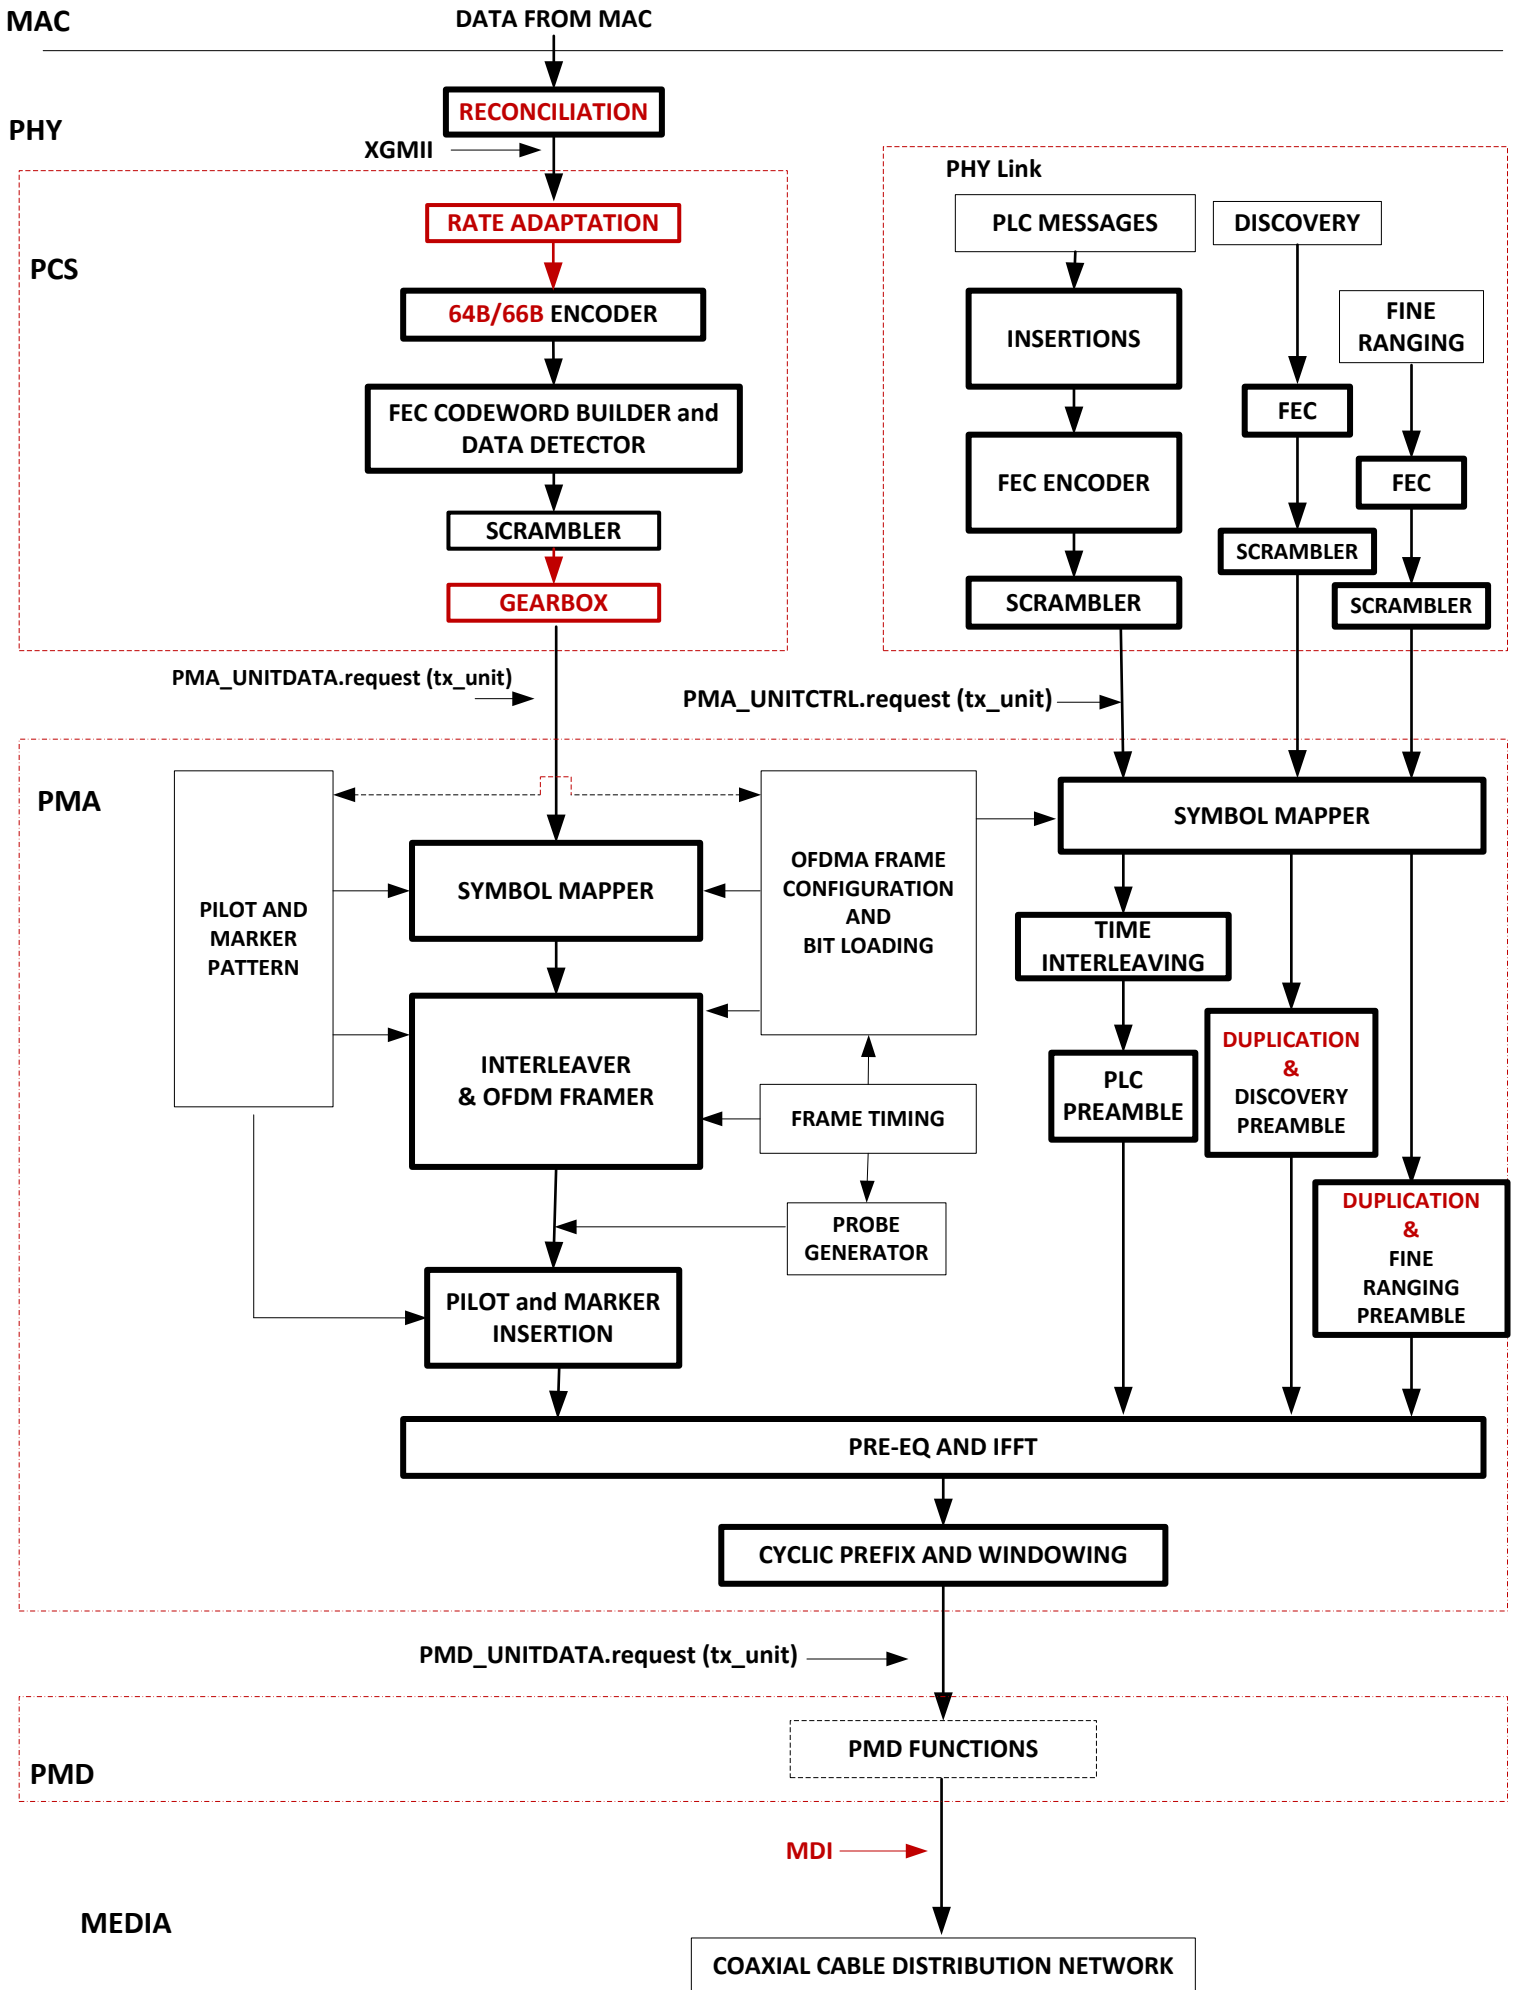 MAC
DATA FROM MAC
RECONCILIATION
PHY
XGMII
PCS
RATE ADAPTATION
64B/66B ENCODER
FEC CODEWORD BUILDER and
DATA DETECTOR
SCRAMBLER
GEARBOX
PHY Link
PLC MESSAGES
DISCOVERY
FINE
RANGING
INSERTIONS
FEC
FEC
FEC ENCODER
SCRAMBLER
SCRAMBLER
SCRAMBLER
PMA_UNITDATA.request (tx_unit)
PMA_UNITCTRL.request (tx_unit)
PMA
PILOT AND
MARKER
PATTERN
SYMBOL MAPPER
OFDMA FRAME
CONFIGURATION
AND
BIT LOADING
SYMBOL MAPPER
TIME
INTERLEAVING
INTERLEAVER
& OFDM FRAMER
FRAME TIMING
PLC
PREAMBLE
DUPLICATION
&
DISCOVERY
PREAMBLE
DUPLICATION
&
FINE
RANGING
PREAMBLE
PROBE
GENERATOR
PILOT and MARKER
INSERTION
PRE-EQ AND IFFT
CYCLIC PREFIX AND WINDOWING
PMD_UNITDATA.request (tx_unit)
PMD FUNCTIONS
PMD
MDI
MEDIA
COAXIAL CABLE DISTRIBUTION NETWORK